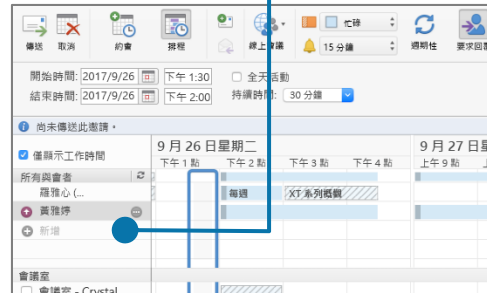 傳送 取消 約會 排程 線上會議 忙碌 15 分鐘 週期性 要求回
開始時間: 2017/9/26 下午 1:30 全天活動
結束時間: 2017/9/26 下午 2:00 持續時間: 30 分鐘
尚未傳送此邀請。
僅顯示工作時間 9 月 26 日星期二 9 月 27 日星
下午 1 點 下午 2 點 下午 3 點 下午 4 點 上午 9 點
所有與會者
羅雅心 (... 每週 XT 系列概觀
黃雅婷
新增
會議室
會議室 - Crystal